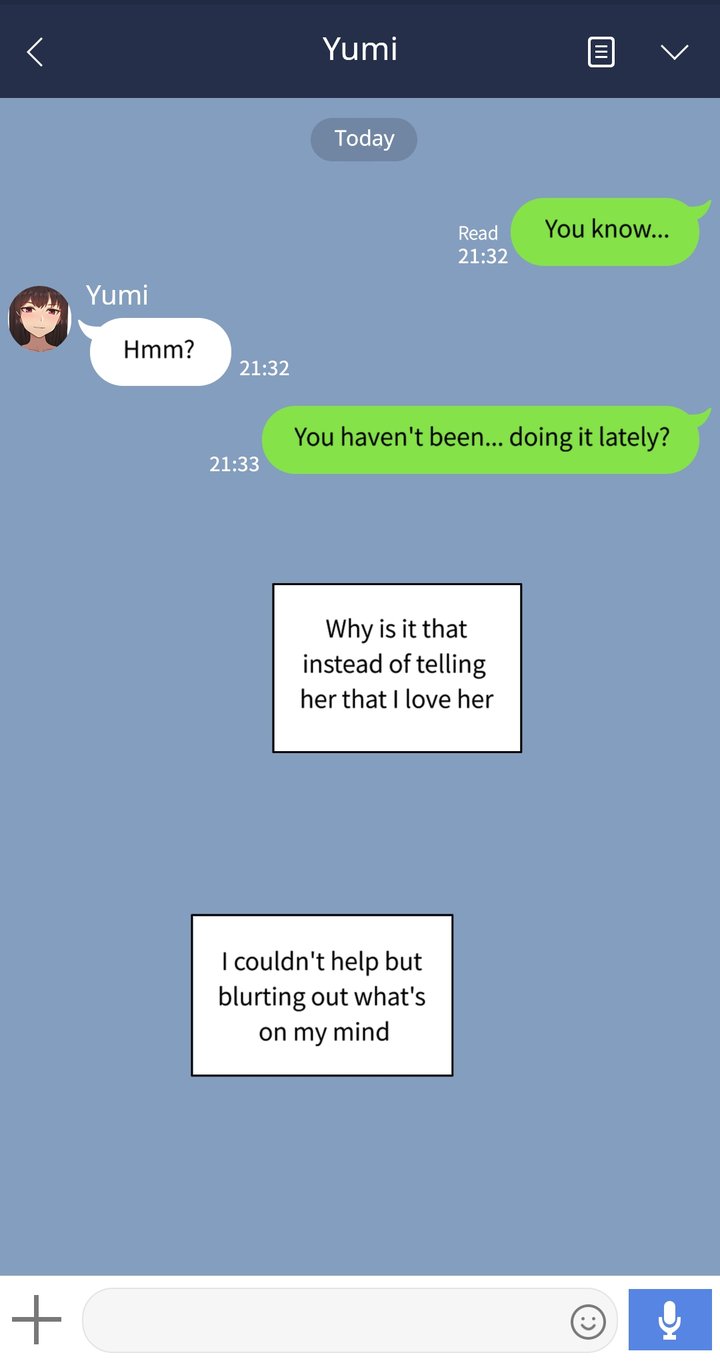 Yumi
Today
You know...
Read
21:32
Yumi
Hmm?
21:32
You haven't been... doing it lately?
21:33
Why is it that
instead of telling
her that I love her
I couldn't help but
blurting out what's
on my mind